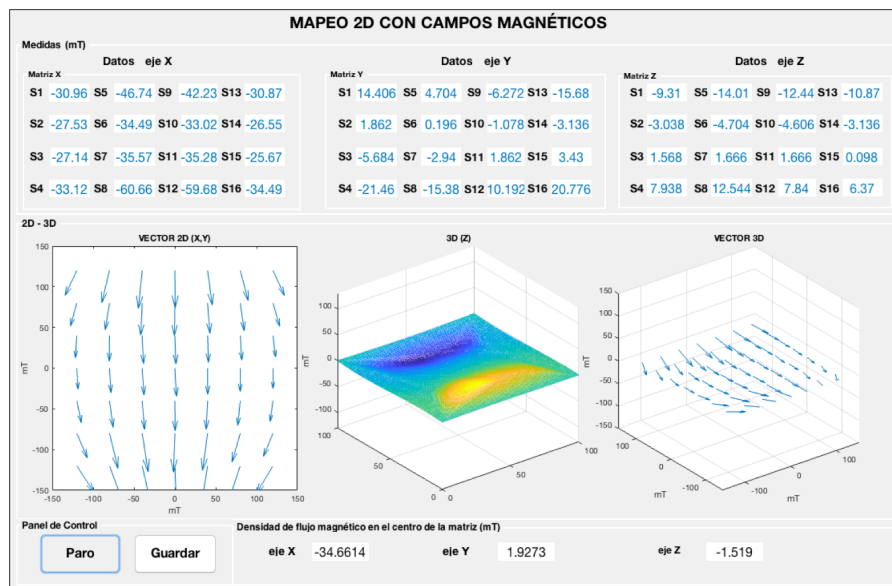 MAPEO 2D CON CAMPOS MAGNÉTICOS
Medidas (mT)
Datos eje X
Datos eje Y
Datos eje Z
Matriz X
Matriz Y
Matriz Z
S1 -30.96 S5 -46.74 S9 -42.23 S13 -30.87
S1 14.406 S5 4.704 S9 -6.272 S13 -15.68
S1 -9.31 S5 -14.01 S9 -12.44 S13 -10.87
S2 -27.53 S6 -34.49 S10 -33.02 S14 -26.55
S2 1.862 S6 0.196 S10 -1.078 S14 -3.136
S2 -3.038 S6 -4.704 S10 -4.606 S14 -3.136
S3 -27.14 S7 -35.57 S11 -35.28 S15 -25.67
S3 -5.684 S7 -2.94 S11 1.862 S15 3.43
S3 1.568 S7 1.666 S11 1.666 S15 0.098
S4 -33.12 S8 -60.66 S12 -59.68 S16 -34.49
S4 -21.46 S8 -15.38 S12 10.192 S16 20.776
S4 7.938 S8 12.544 S12 7.84 S16 6.37
2D - 3D
VECTOR 2D (X,Y)
150
100
50
0
-50
-100
-150
mT
-150 -100 -50 0 50 100 150
mT
3D (Z)
100
50
0
-50
-100
mT
100
50
0
0
50
100
VECTOR 3D
150
100
50
0
-50
-100
-150
mT
100
0
-100
mT
-100
0
100
mT
Panel de Control
Paro
Guardar
Densidad de flujo magnético en el centro de la matriz (mT)
eje X -34.6614 eje Y 1.9273 eje Z -1.519